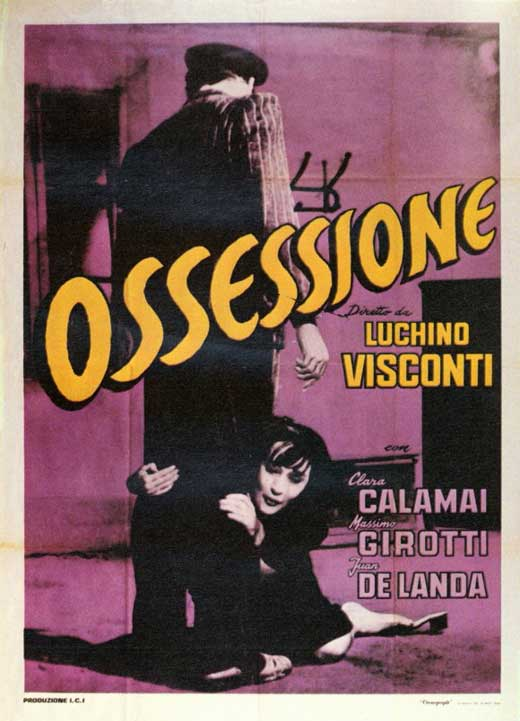 OSSESSIONE
Diretto da
LUCHINO
VISCONTI
con
Clara
CALAMAI
Massimo
GIROTTI
Juan
DE LANDA
PRODUZIONE I.C.I